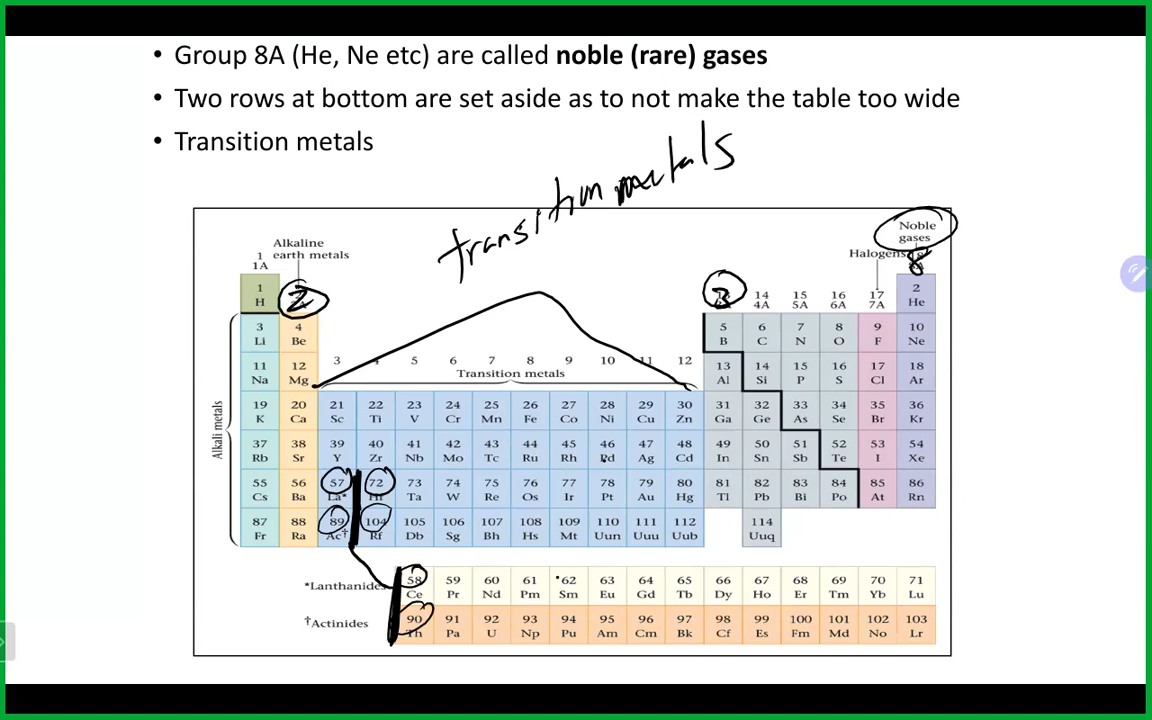 • Group 8A (He, Ne etc) are called noble (rare) gases
• Two rows at bottom are set aside as to not make the table too wide
• Transition metals
transition metals
Noble
gases
Alkaline
earth metals
Halogens 8
1
1A
2
3
14 15 16 17
4A 5A 6A 7A
1 2
H He
3 4 5 6 7 8 9 10
Li Be B C N O F Ne
3 4 5 6 7 8 9 10 11 12
Transition metals
11 12 13 14 15 16 17 18
Na Mg Al Si P S Cl Ar
Alkali metals
19 20 21 22 23 24 25 26 27 28 29 30 31 32 33 34 35 36
K Ca Sc Ti V Cr Mn Fe Co Ni Cu Zn Ga Ge As Se Br Kr
37 38 39 40 41 42 43 44 45 46 47 48 49 50 51 52 53 54
Rb Sr Y Zr Nb Mo Tc Ru Rh Pd Ag Cd In Sn Sb Te I Xe
55 56 57 72 73 74 75 76 77 78 79 80 81 82 83 84 85 86
Cs Ba La* Hf Ta W Re Os Ir Pt Au Hg Tl Pb Bi Po At Rn
87 88 89 104 105 106 107 108 109 110 111 112 114
Fr Ra Ac† Rf Db Sg Bh Hs Mt Uun Uuu Uub Uuq
*Lanthanides
58 59 60 61 62 63 64 65 66 67 68 69 70 71
Ce Pr Nd Pm Sm Eu Gd Tb Dy Ho Er Tm Yb Lu
†Actinides
90 91 92 93 94 95 96 97 98 99 100 101 102 103
Th Pa U Np Pu Am Cm Bk Cf Es Fm Md No Lr